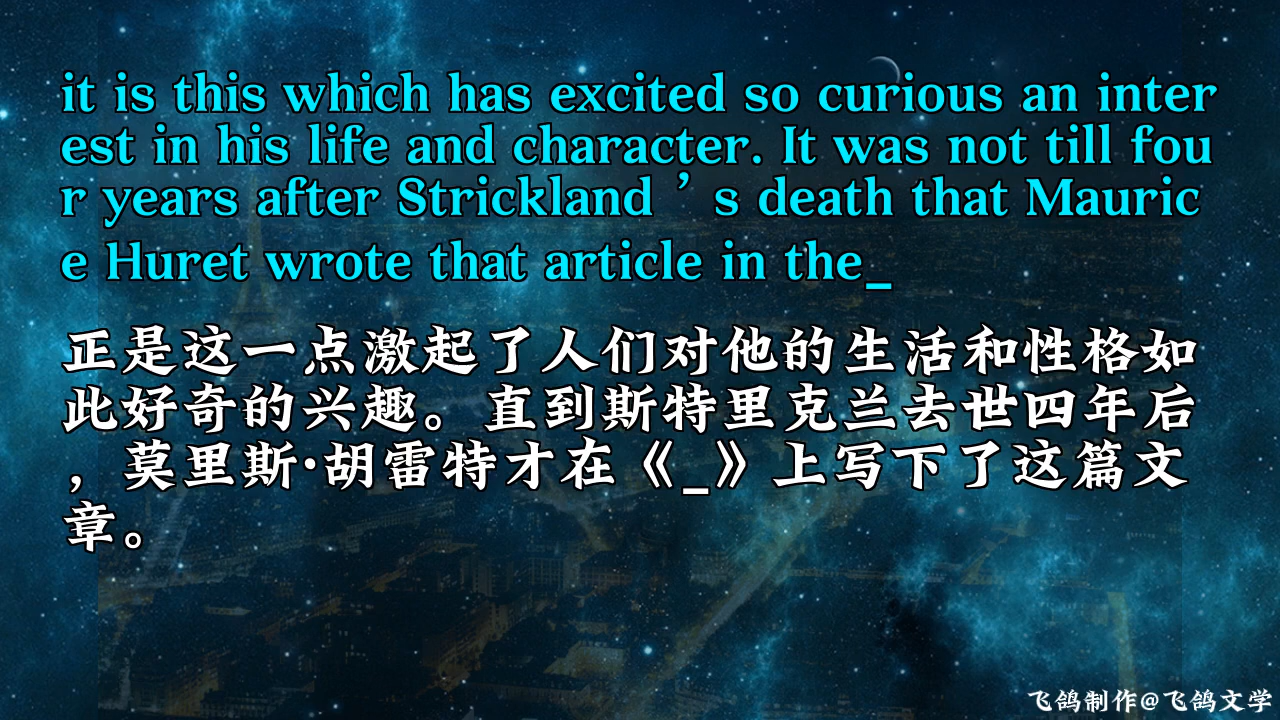 it is this which has excited so curious an inter
est in his life and character. It was not till fou
r years after Strickland ’s death that Mauric
e Huret wrote that article in the_
正是这一点激起了人们对他的生活和性格如
此好奇的兴趣。直到斯特里克兰去世四年后
，莫里斯·胡雷特才在《_》上写下了这篇文
章。
飞鸽制作@飞鸽文学